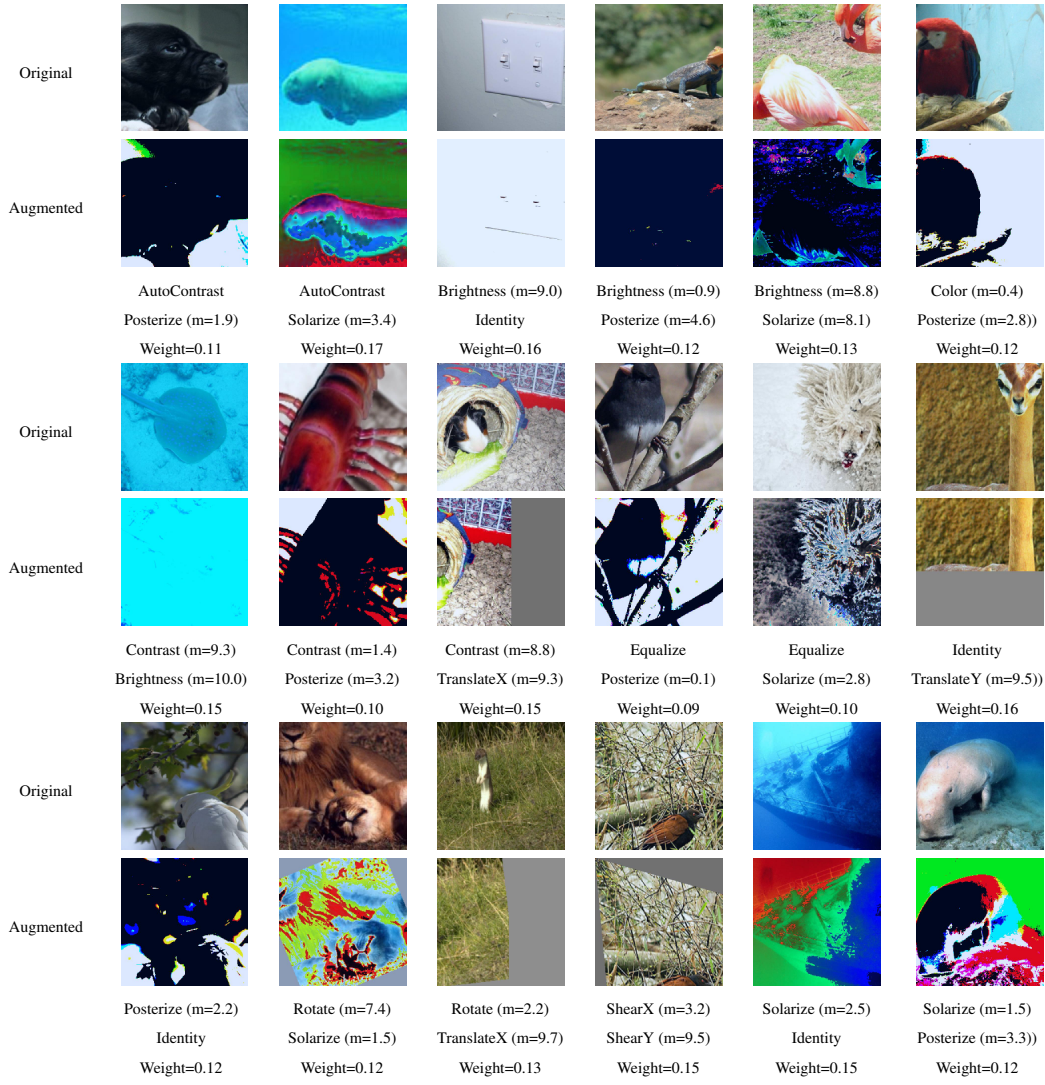 Original
Augmented
AutoContrast AutoContrast Brightness (m=9.0) Brightness (m=0.9) Brightness (m=8.8) Color (m=0.4)
Posterize (m=1.9) Solarize (m=3.4) Identity Posterize (m=4.6) Solarize (m=8.1) Posterize (m=2.8))
Weight=0.11 Weight=0.17 Weight=0.16 Weight=0.12 Weight=0.13 Weight=0.12
Original
Augmented
Contrast (m=9.3) Contrast (m=1.4) Contrast (m=8.8) Equalize Equalize Identity
Brightness (m=10.0) Posterize (m=3.2) TranslateX (m=9.3) Posterize (m=0.1) Solarize (m=2.8) TranslateY (m=9.5))
Weight=0.15 Weight=0.10 Weight=0.15 Weight=0.09 Weight=0.10 Weight=0.16
Original
Augmented
Posterize (m=2.2) Rotate (m=7.4) Rotate (m=2.2) ShearX (m=3.2) Solarize (m=2.5) Solarize (m=1.5)
Identity Solarize (m=1.5) TranslateX (m=9.7) ShearY (m=9.5) Identity Posterize (m=3.3))
Weight=0.12 Weight=0.12 Weight=0.13 Weight=0.15 Weight=0.15 Weight=0.12